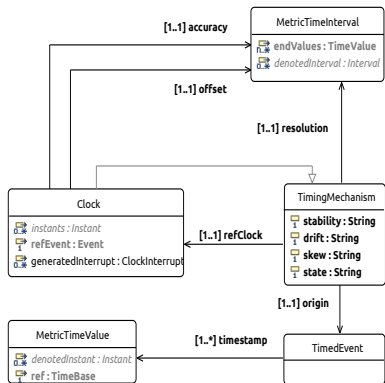 MetricTimeInterval
[1..1] accuracy
endValues : TimeValue
denotedInterval : Interval
[1..1] offset
[1..1] resolution
Clock
TimingMechanism
instants : Instant
refEvent : Event
generatedInterrupt : ClockInterrupt
[1..1] refClock
stability : String
drift : String
skew : String
state : String
[1..1] origin
MetricTimeValue
[1..*] timestamp
TimedEvent
denotedInstant : Instant
ref : TimeBase